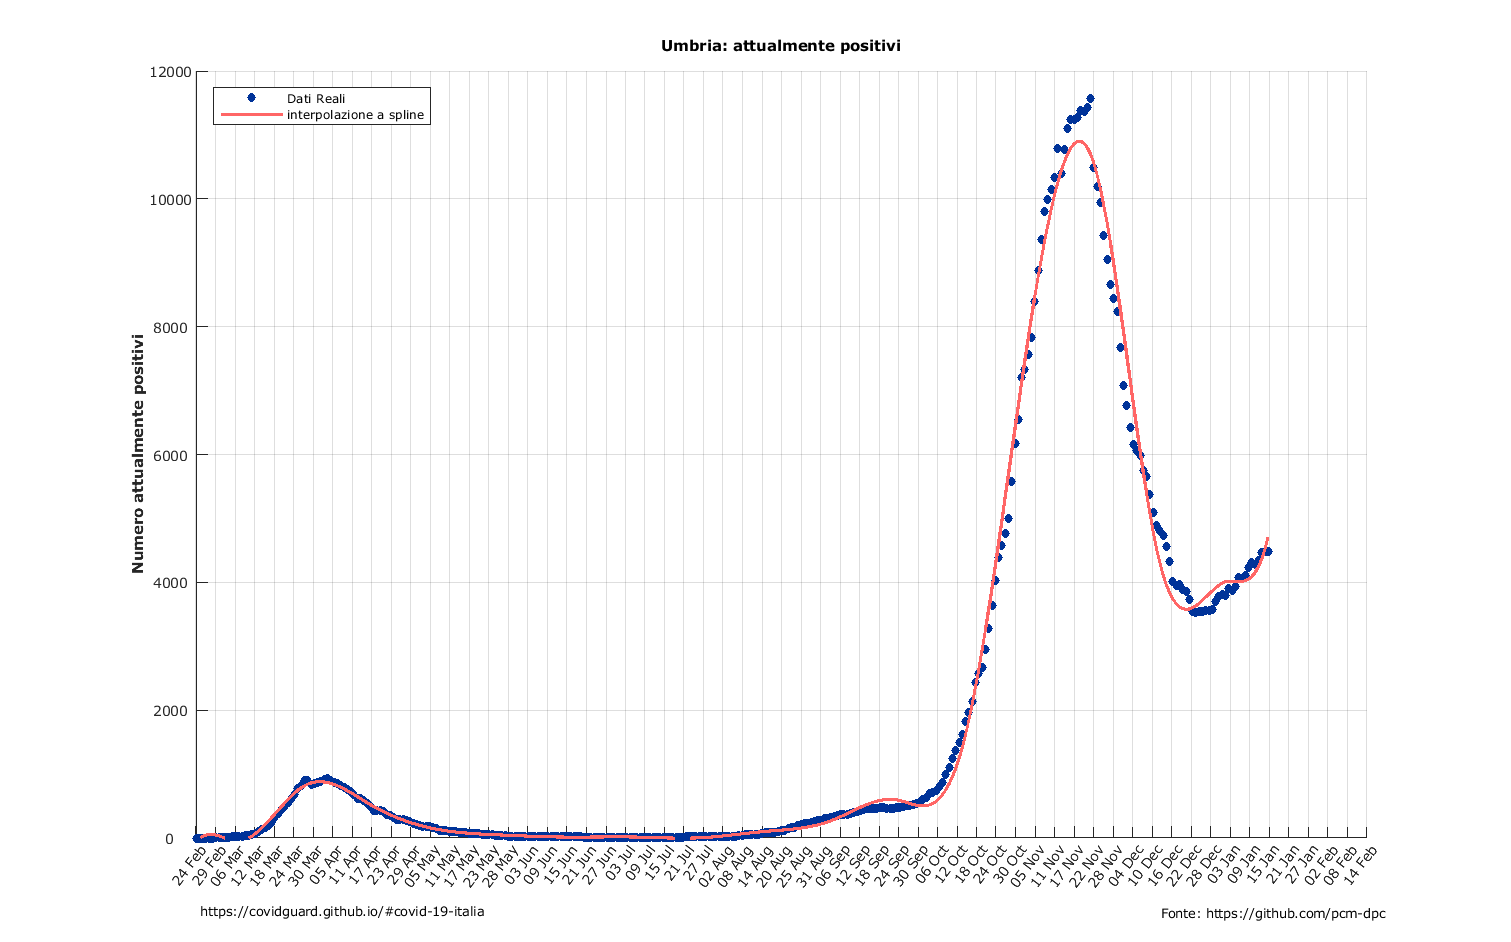 Umbria: attualmente positivi
12000
10000
8000
6000
4000
2000
0
Numero attualmente positivi
Dati Reali
interpolazione a spline
24 Feb
29 Feb
06 Mar
12 Mar
18 Mar
24 Mar
30 Mar
05 Apr
11 Apr
17 Apr
23 Apr
29 Apr
05 May
11 May
17 May
23 May
28 May
03 Jun
09 Jun
15 Jun
21 Jun
27 Jun
03 Jul
09 Jul
15 Jul
21 Jul
27 Jul
02 Aug
08 Aug
14 Aug
20 Aug
25 Aug
31 Aug
06 Sep
12 Sep
18 Sep
24 Sep
30 Oct
06 Oct
12 Oct
18 Oct
24 Oct
30 Oct
05 Nov
11 Nov
17 Nov
22 Nov
28 Dec
04 Dec
10 Dec
16 Dec
22 Dec
28 Dec
03 Jan
09 Jan
15 Jan
21 Jan
27 Feb
02 Feb
08 Feb
14 Feb
https://covidguard.github.io/#covid-19-italia
Fonte: https://github.com/pcm-dpc